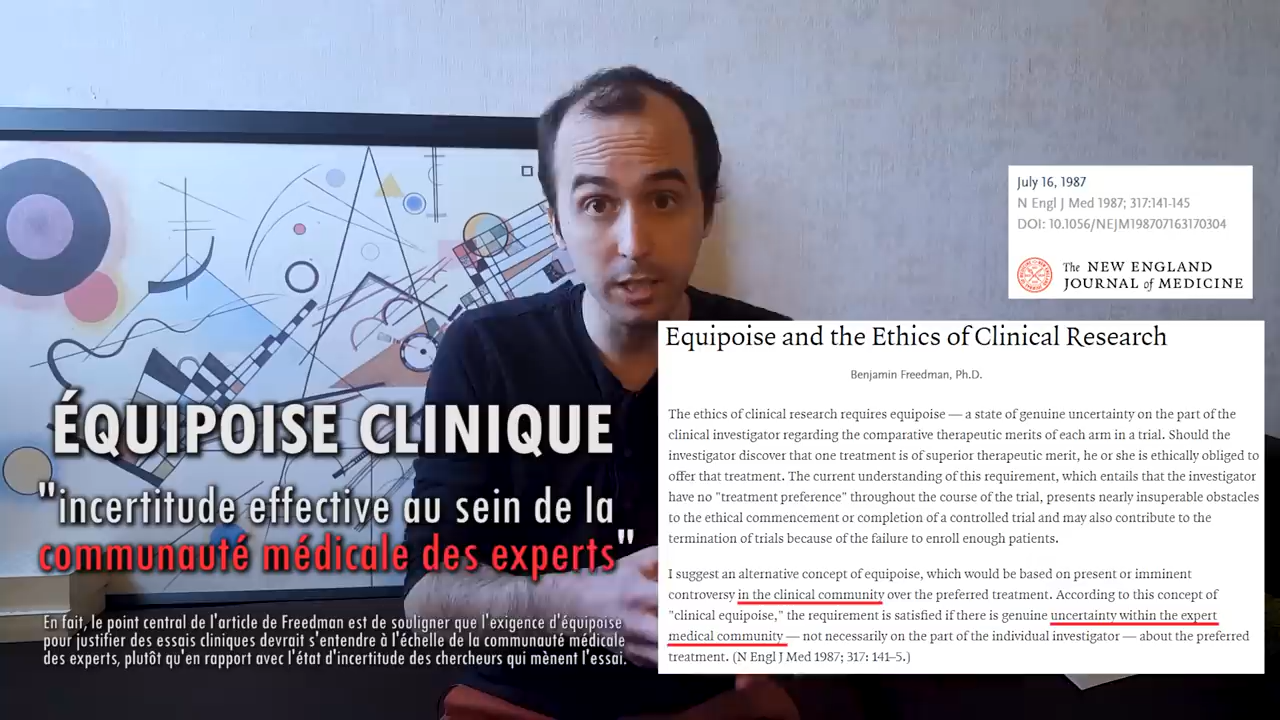 July 16, 1987
N Engl J Med 1987; 317:141-145
DOI: 10.1056/NEJM198707163170304
The NEW ENGLAND
JOURNAL of MEDICINE
Equipoise and the Ethics of Clinical Research
Benjamin Freedman, Ph.D.
The ethics of clinical research requires equipoise — a state of genuine uncertainty on the part of the
clinical investigator regarding the comparative therapeutic merits of each arm in a trial. Should the
investigator discover that one treatment is of superior therapeutic merit, he or she is ethically obliged to
offer that treatment. The current understanding of this requirement, which entails that the investigator
have no "treatment preference" throughout the course of the trial, presents nearly insuperable obstacles
to the ethical commencement or completion of a controlled trial and may also contribute to the
termination of trials because of the failure to enroll enough patients.
I suggest an alternative concept of equipoise, which would be based on present or imminent
controversy in the clinical community over the preferred treatment. According to this concept of
"clinical equipoise," the requirement is satisfied if there is genuine uncertainty within the expert
medical community — not necessarily on the part of the individual investigator — about the preferred
treatment. (N Engl J Med 1987; 317: 141–5.)
ÉQUIPOISE CLINIQUE
"incertitude effective au sein de la
communauté médicale des experts"
En fait, le point central de l'article de Freedman est de souligner que l'exigence d'équipoise
pour justifier des essais cliniques devrait s'entendre à l'échelle de la communauté médicale
des experts, plutôt qu'en rapport avec l'état d'incertitude des chercheurs qui mènent l'essai.